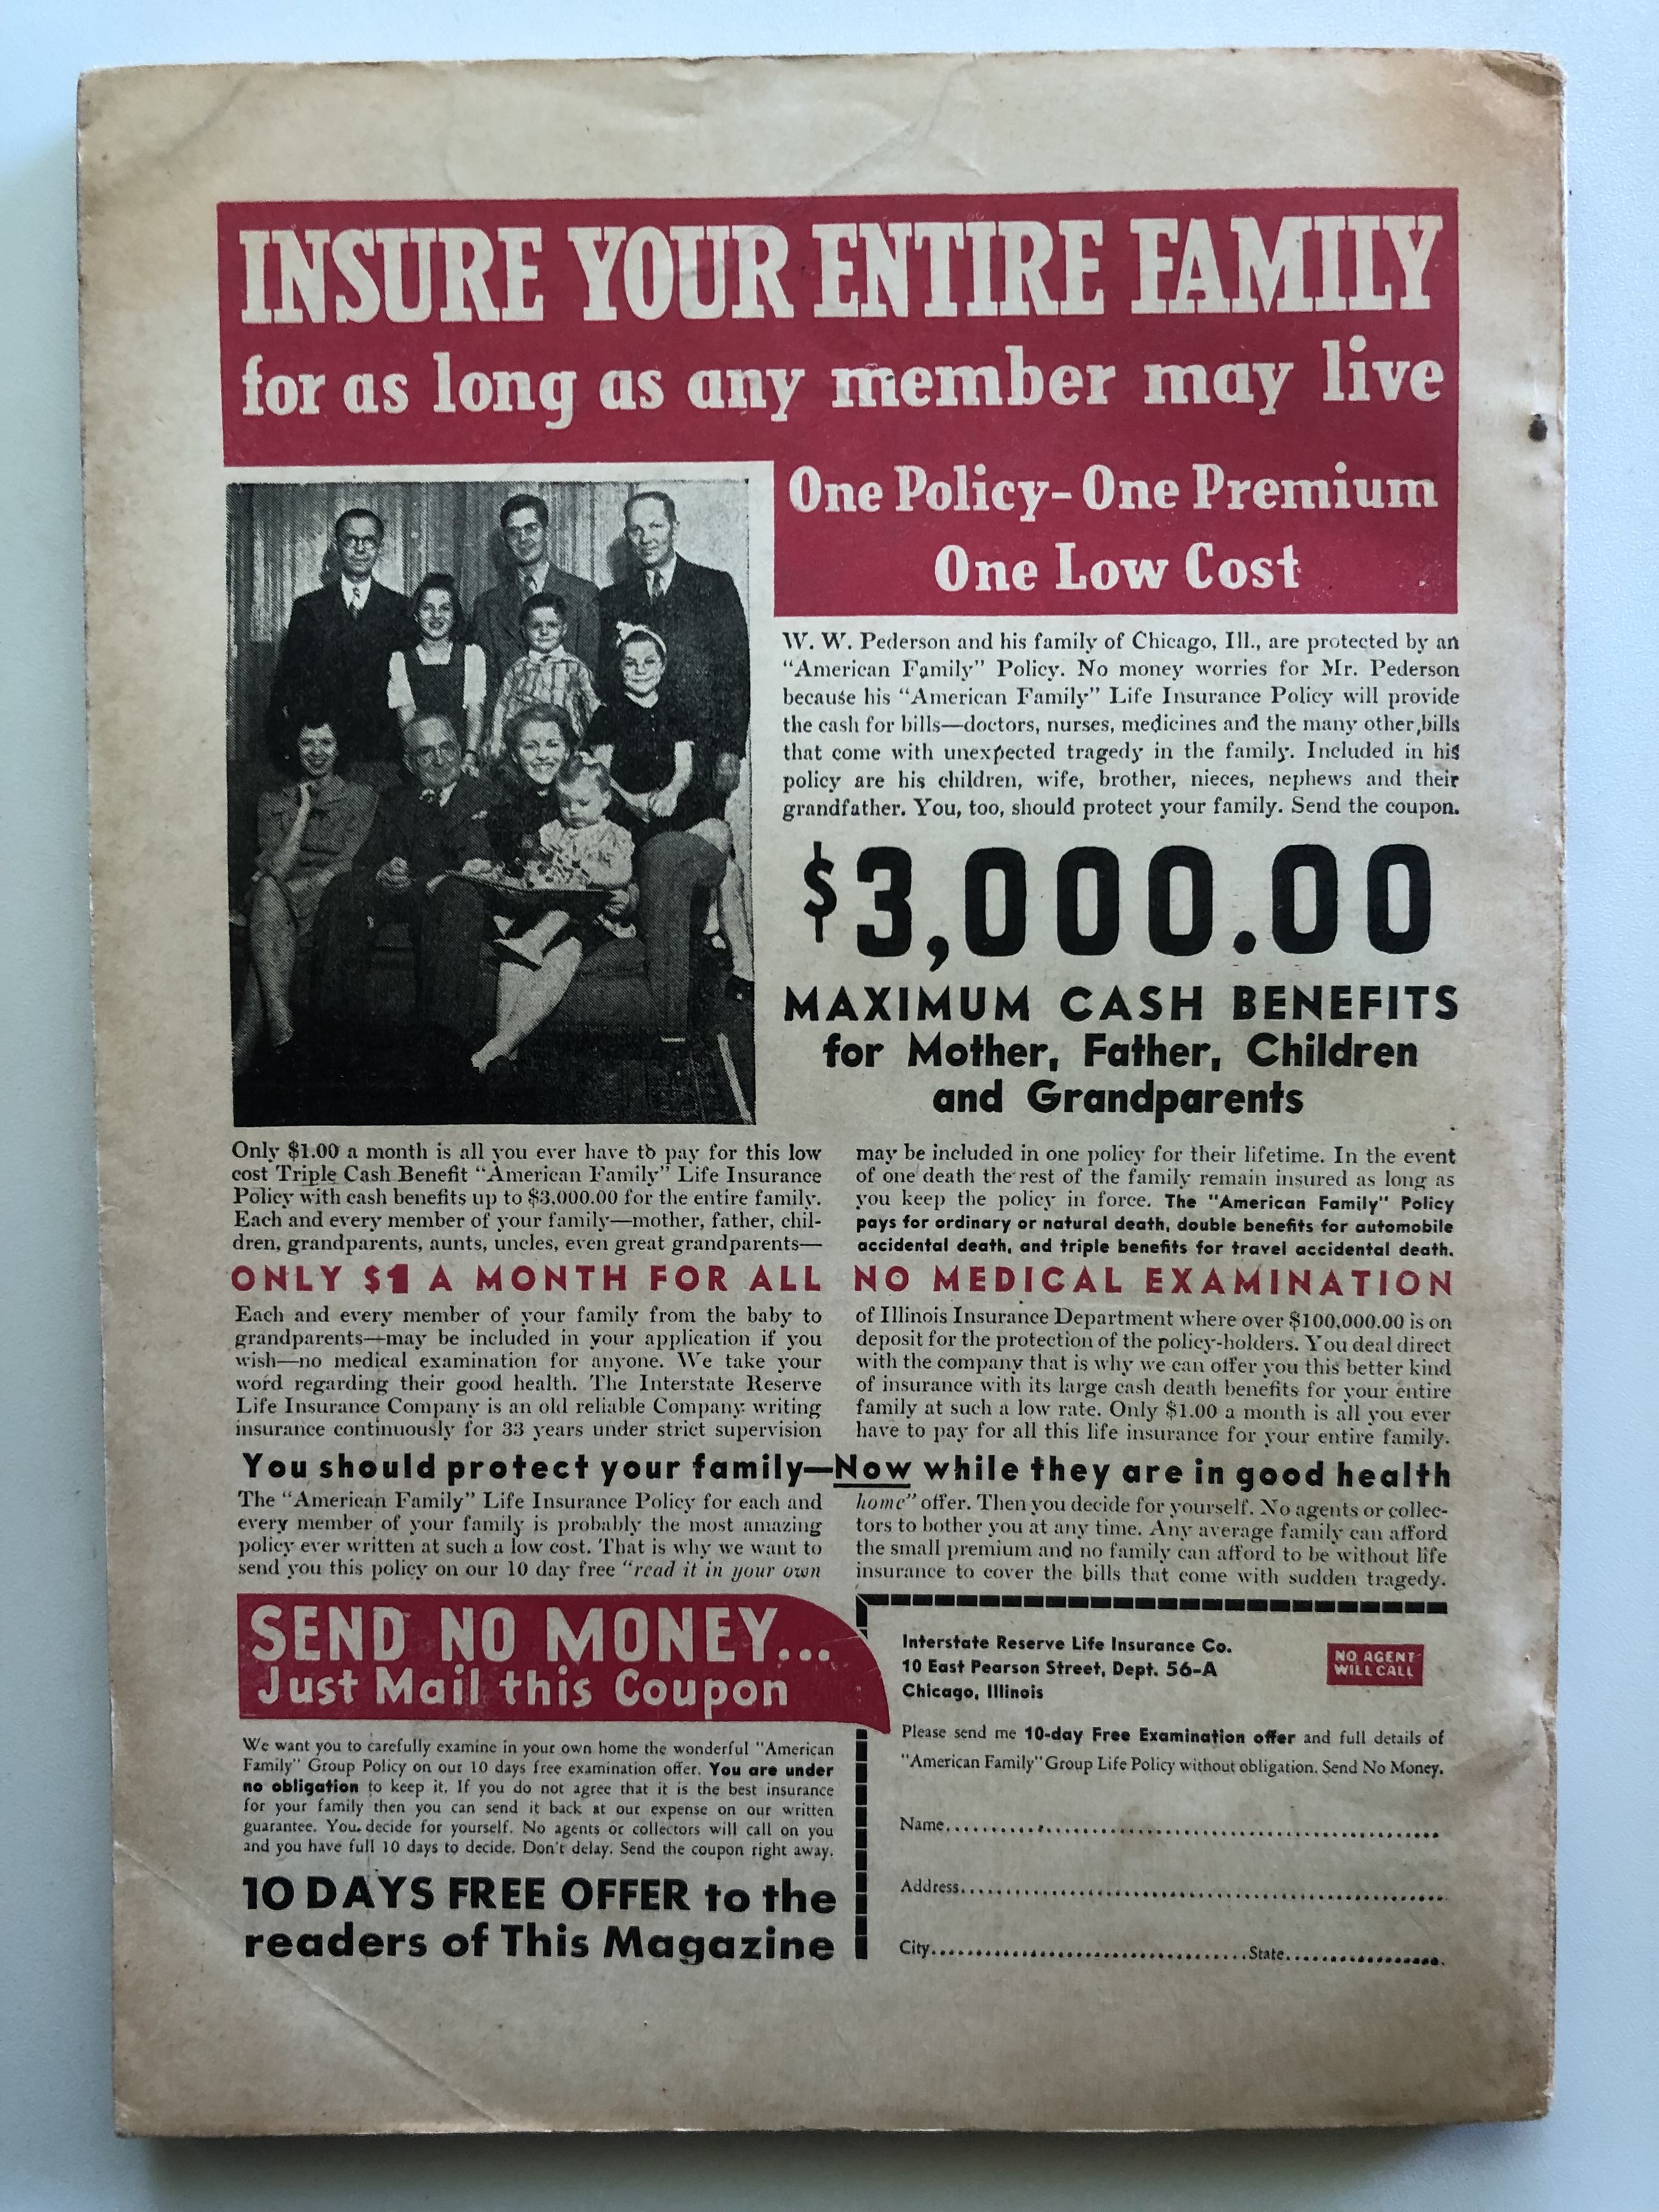 INSURE YOUR ENTIRE FAMILY
for as long as any member may live
One Policy-One Premium
One Low Cost
W. W. Pederson and his family of Chicago, Ill., are protected by an
"American Family" Policy. No money worries for Mr. Pederson
because his "American Family" Life Insurance Policy will provide
the cash for bills—doctors, nurses, medicines and the many other bills
that come with unexpected tragedy in the family. Included in his
policy are his children, wife, brother, nieces, nephews and their
grandfather. You, too, should protect your family. Send the coupon.
$3,000.00
MAXIMUM CASH BENEFITS
for Mother, Father, Children
and Grandparents
Only $1.00 a month is all you ever have to pay for this low
cost Triple Cash Benefit "American Family" Life Insurance
Policy with cash benefits up to $3,000.00 for the entire family.
Each and every member of your family—mother, father, chil-
dren, grandparents, aunts, uncles, even great grandparents—
may be included in one policy for their lifetime. In the event
of one death the rest of the family remain insured as long as
you keep the policy in force. The "American Family" Policy
pays for ordinary or natural death, double benefits for automobile
accidental death, and triple benefits for travel accidental death.
ONLY $1 A MONTH FOR ALL
NO MEDICAL EXAMINATION
Each and every member of your family from the baby to
grandparents—may be included in your application if you
wish—no medical examination for anyone. We take your
word regarding their good health. The Interstate Reserve
Life Insurance Company is an old reliable Company writing
insurance continuously for 33 years under strict supervision
of Illinois Insurance Department where over $100,000.00 is on
deposit for the protection of the policy-holders. You deal direct
with the company that is why we can offer you this better kind
of insurance with its large cash death benefits for your entire
family at such a low rate. Only $1.00 a month is all you ever
have to pay for all this life insurance for your entire family.
You should protect your family—Now while they are in good health
The "American Family" Life Insurance Policy for each and
every member of your family is probably the most amazing
policy ever written at such a low cost. That is why we want to
send you this policy on our 10 day free "read it in your own
home" offer. Then you decide for yourself. No agents or collec-
tors to bother you at any time. Any average family can afford
the small premium and no family can afford to be without life
insurance to cover the bills that come with sudden tragedy.
SEND NO MONEY...
Just Mail this Coupon
We want you to carefully examine in your own home the wonderful "American
Family" Group Policy on our 10 days free examination offer. You are under
no obligation to keep it. If you do not agree that it is the best insurance
for your family then you can send it back at our expense on our written
guarantee. You decide for yourself. No agents or collectors will call on you
and you have full 10 days to decide. Don't delay. Send the coupon right away.
10 DAYS FREE OFFER to the
readers of This Magazine
Interstate Reserve Life Insurance Co.
10 East Pearson Street, Dept. 56-A
Chicago, Illinois
NO AGENT
WILL CALL
Please send me 10-day Free Examination offer and full details of
"American Family" Group Life Policy without obligation. Send No Money.
Name
Address
City State